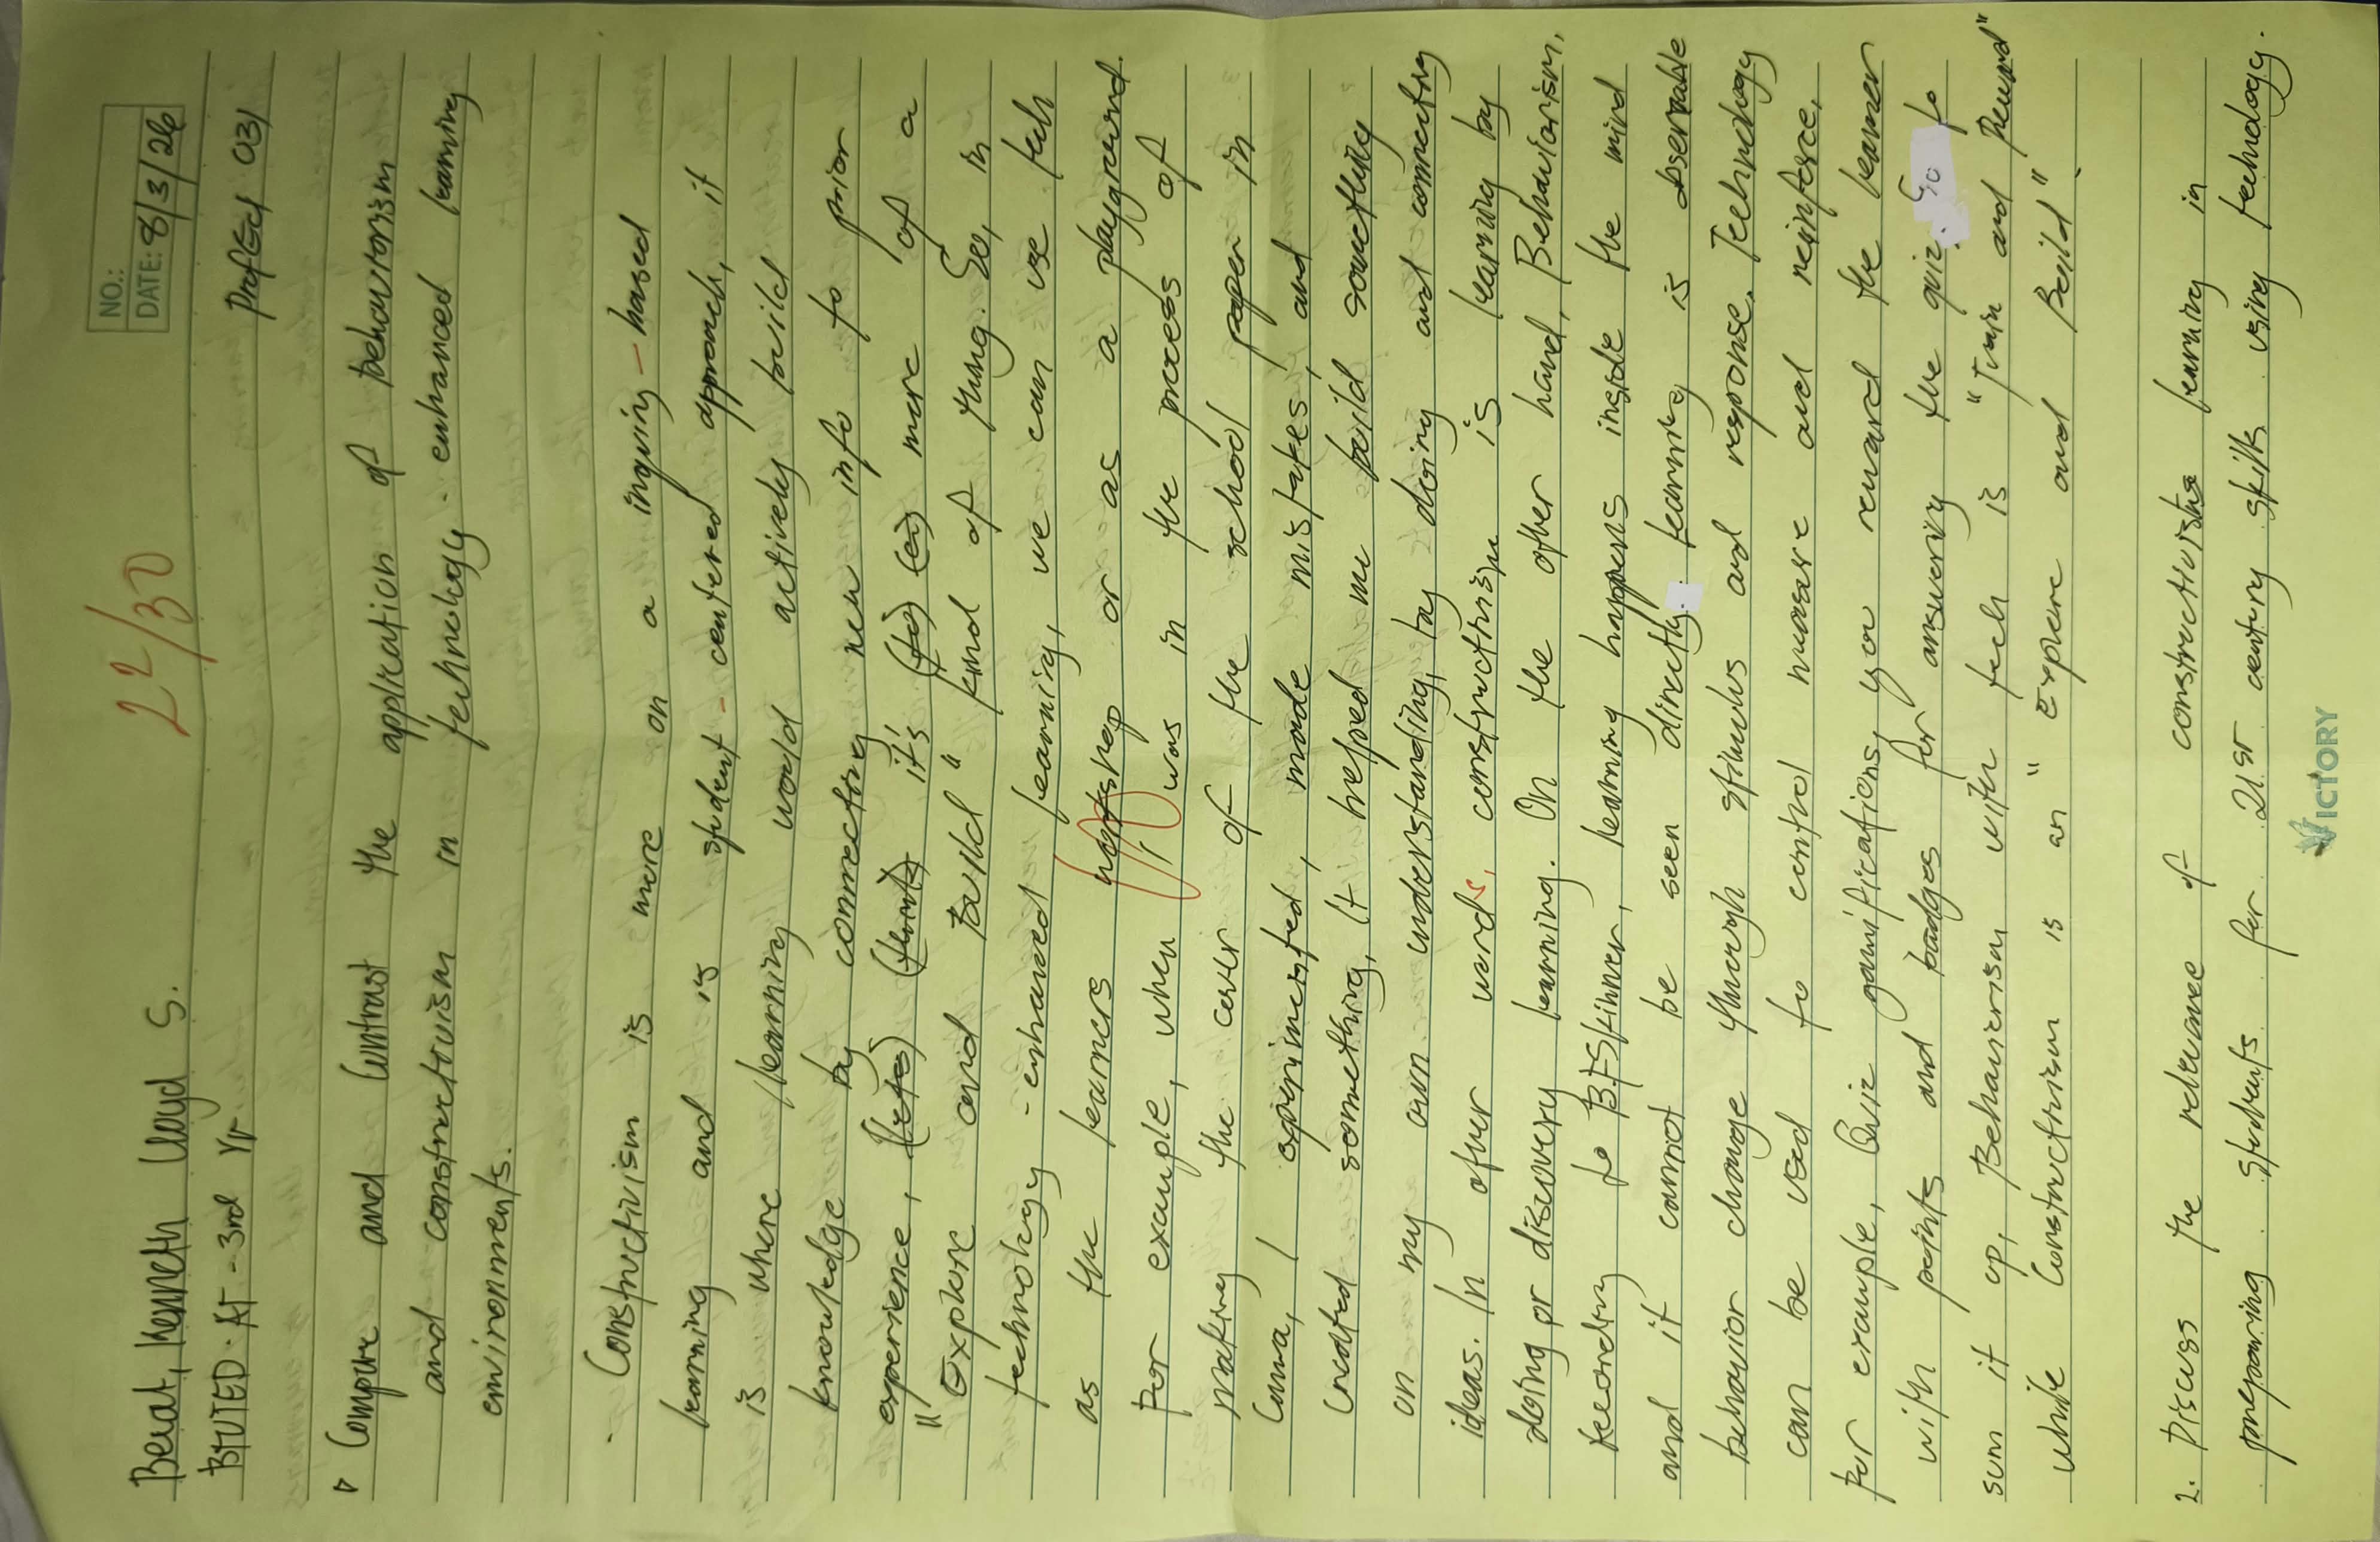 22/30
NO.:
DATE: 8/3/26
Berat, Kenneth Lloyd S.
BTVTED - AT - 3rd Yr
ProfEd 031
Compare and Contrast the application of behaviorism
and constructivism in technology - enhanced learning
environments.
- Constructivism is more on a inquiry - based
learning and is student - centered approach, it
is where learning would actively build
knowledge by connecting new info to prior
experience, it's more of a
"Explore and Build" kind of thing. So, in
technology - enhanced learning, we can use tech
as the learners workshop or as a playground.
For example, when I was in the process of
making the cover of the school paper in
Canva, I experimented, made mistakes, and
created something, It helped me build something
on my own understanding, by doing and connecting
ideas. In other words, constructivism is learning by
doing or discovery learning. On the other hand, Behaviorism,
According to B.F Skinner, learning happens inside the mind
and it cannot be seen directly. learning is observable
behavior change through stimulus and response. Technology
can be used to control measure and reinforce,
For example, Quiz gamifications, you reward the learner
with points and badges for answering the quiz. So to
sum it up, Behaviorism with tech is "Train and Reward"
while Constructivism is an "Explore and Build".
2. Discuss the relevance of learning in
preparing students for 21st century skills using technology.
VICTORY